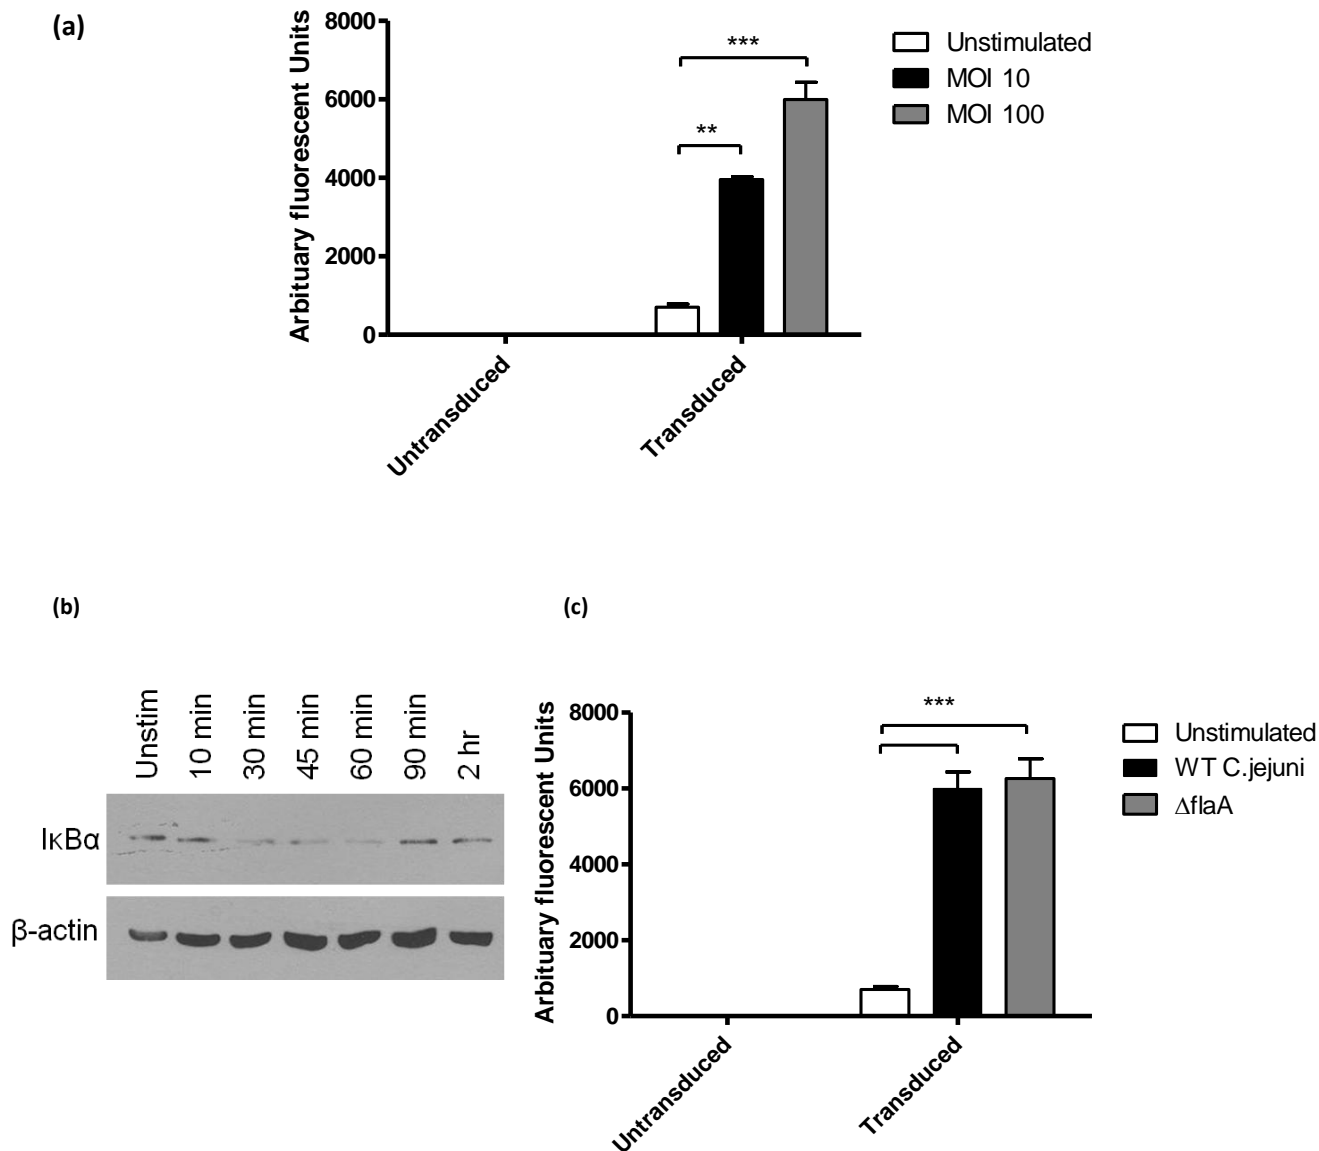 (a)
Arbituary fluorescent Units
8000
6000
4000
2000
0
***
**
Untransduced
Transduced
Unstimulated
MOI 10
MOI 100
(b)
Unstim
10 min
30 min
45 min
60 min
90 min
2 hr
IκBα
β-actin
(c)
Arbituary fluorescent Units
8000
6000
4000
2000
0
***
Untransduced
Transduced
Unstimulated
WT C.jejuni
ΔflaA